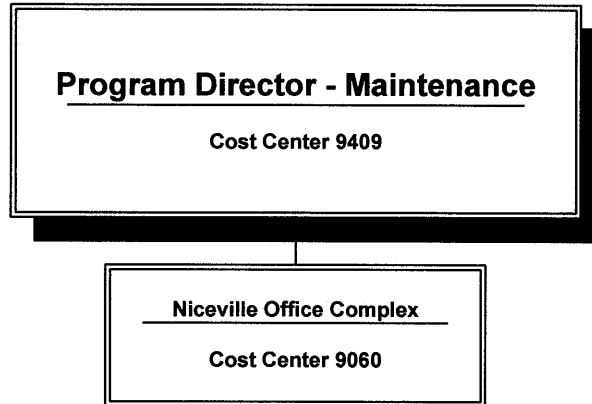 Program Director - Maintenance
Cost Center 9409
Niceville Office Complex
Cost Center 9060